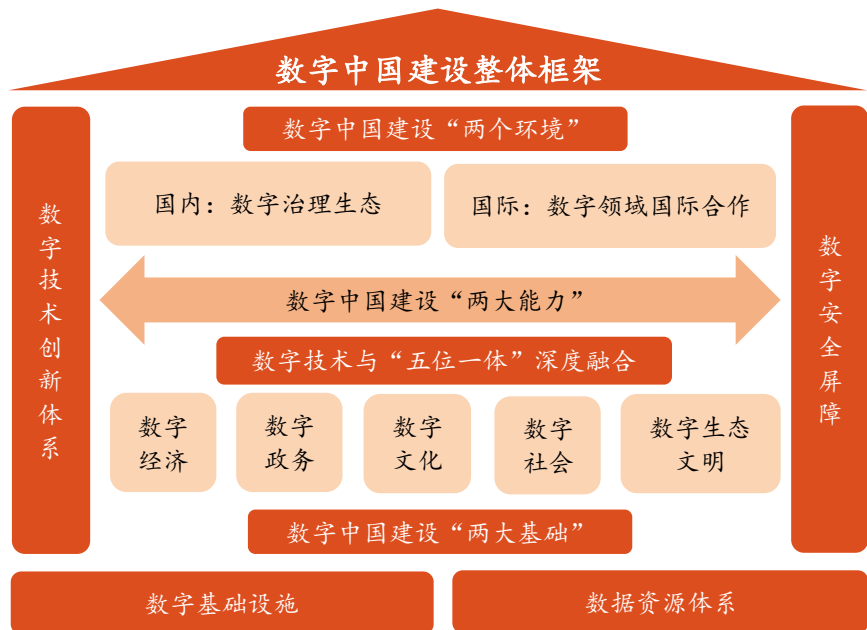 数字中国建设整体框架
数字中国建设“两个环境”
国内：数字治理生态
国际：数字领域国际合作
数字技术创新体系
数字安全屏障
数字中国建设“两大能力”
数字技术与“五位一体”深度融合
数字
经济
数字
政务
数字
文化
数字
社会
数字生态
文明
数字中国建设“两大基础”
数字基础设施
数据资源体系